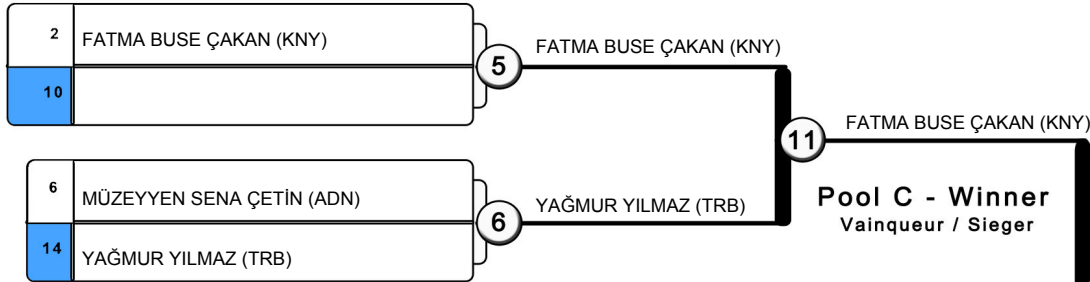 2 FATMA BUSE ÇAKAN (KNY)
10
5
FATMA BUSE ÇAKAN (KNY)
6 MÜZEYYEN SENA ÇETİN (ADN)
14 YAĞMUR YILMAZ (TRB)
6
YAĞMUR YILMAZ (TRB)
11
FATMA BUSE ÇAKAN (KNY)
Pool C - Winner
Vainqueur / Sieger